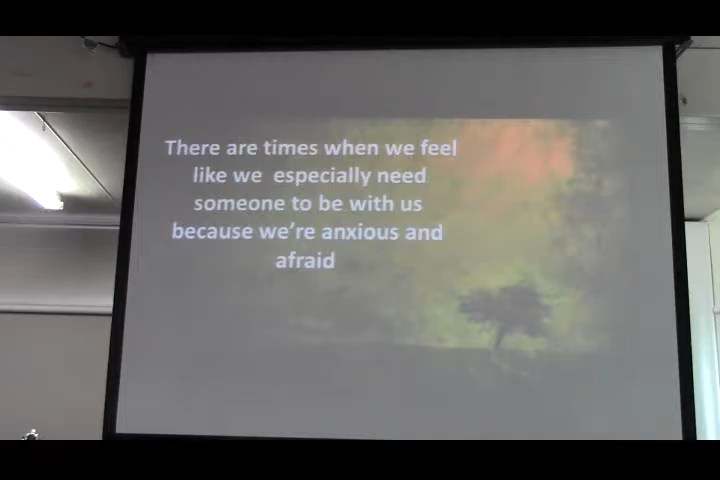 There are times when we feel
like we especially need
someone to be with us
because we're anxious and
afraid